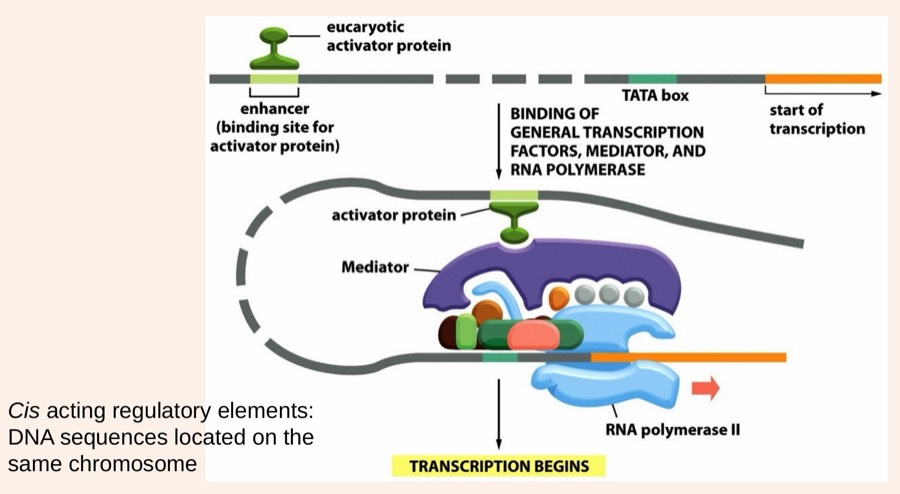 eucaryotic
activator protein
enhancer
(binding site for
activator protein)
TATA box
start of
transcription
BINDING OF
GENERAL TRANSCRIPTION
FACTORS, MEDIATOR, AND
RNA POLYMERASE
activator protein
Mediator
RNA polymerase II
TRANSCRIPTION BEGINS
Cis acting regulatory elements:
DNA sequences located on the
same chromosome